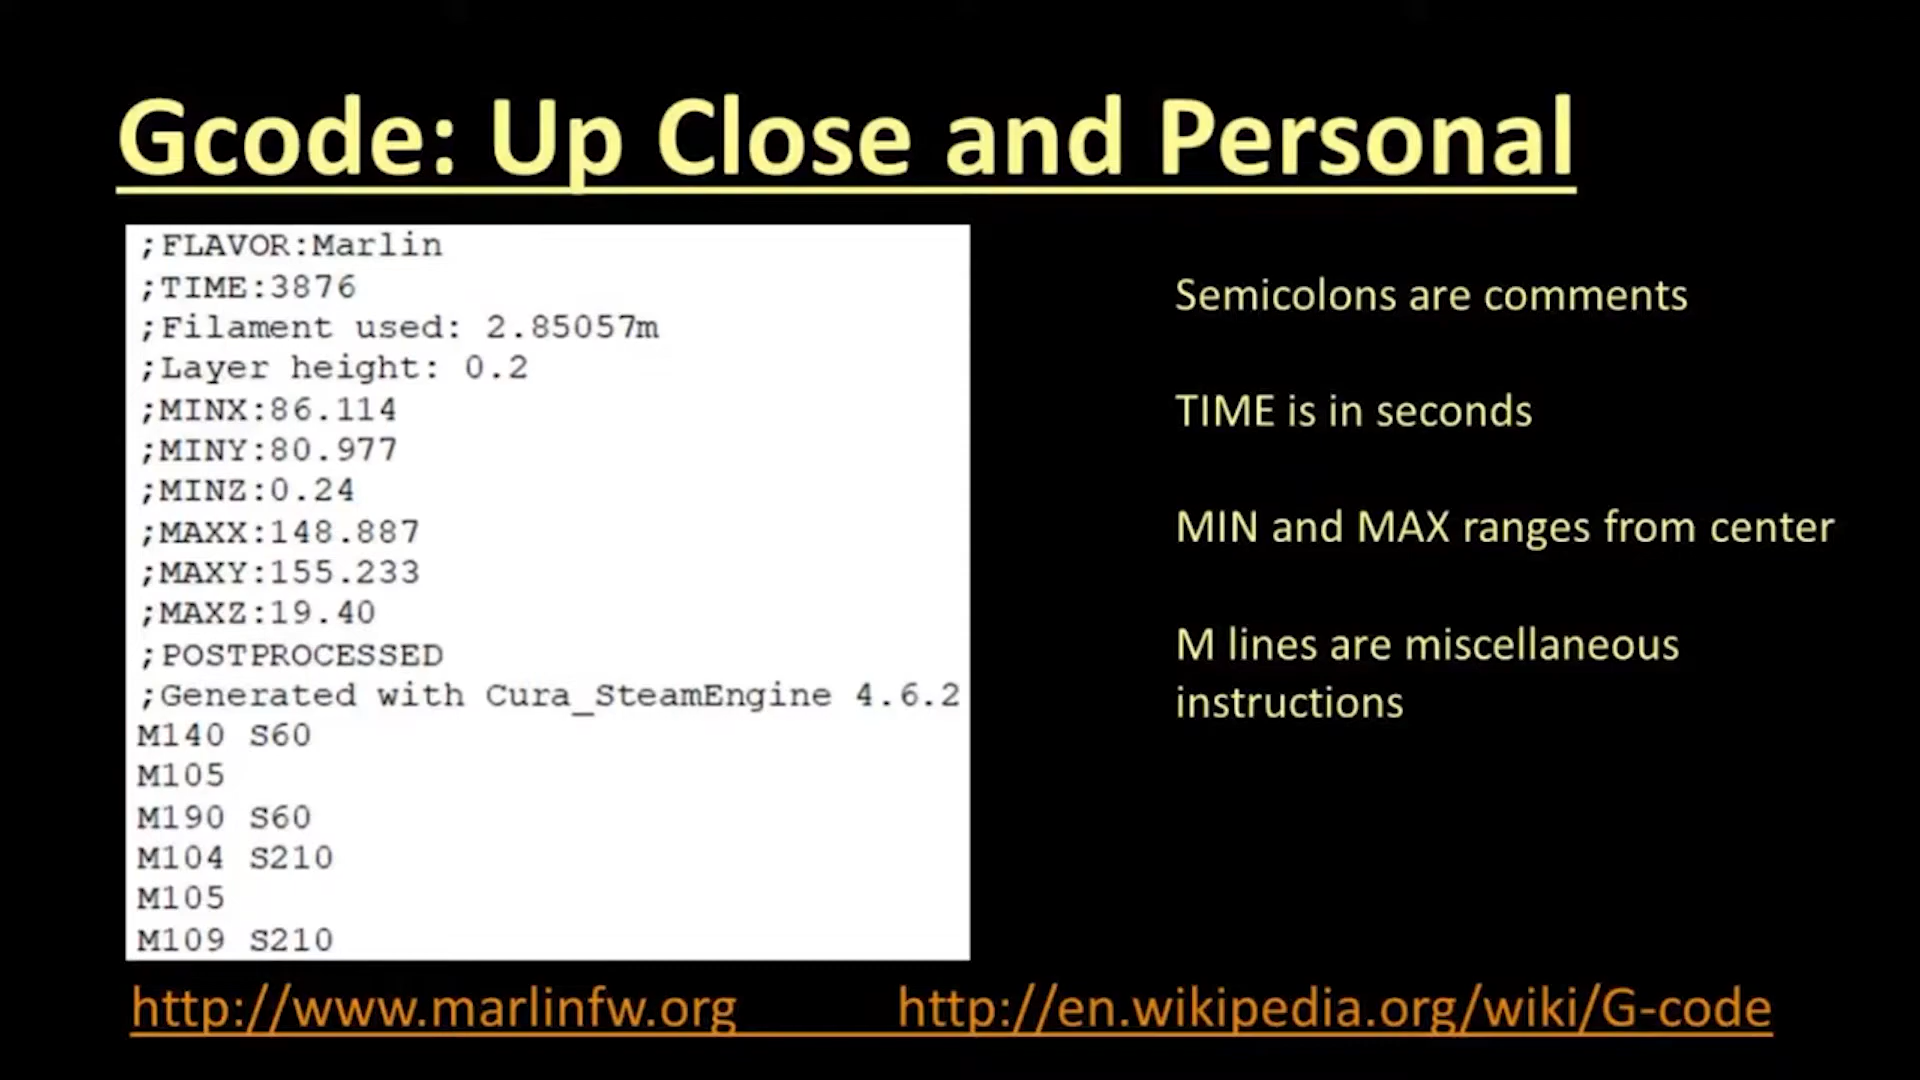 Gcode: Up Close and Personal
;FLAVOR:Marlin
;TIME:3876
;Filament used: 2.85057m
;Layer height: 0.2
;MINX:86.114
;MINY:80.977
;MINZ:0.24
;MAXX:148.887
;MAXY:155.233
;MAXZ:19.40
;POSTPROCESSED
;Generated with Cura_SteamEngine 4.6.2
M140 S60
M105
M190 S60
M104 S210
M105
M109 S210
Semicolons are comments
TIME is in seconds
MIN and MAX ranges from center
M lines are miscellaneous
instructions
http://www.marlinfw.org
http://en.wikipedia.org/wiki/G-code